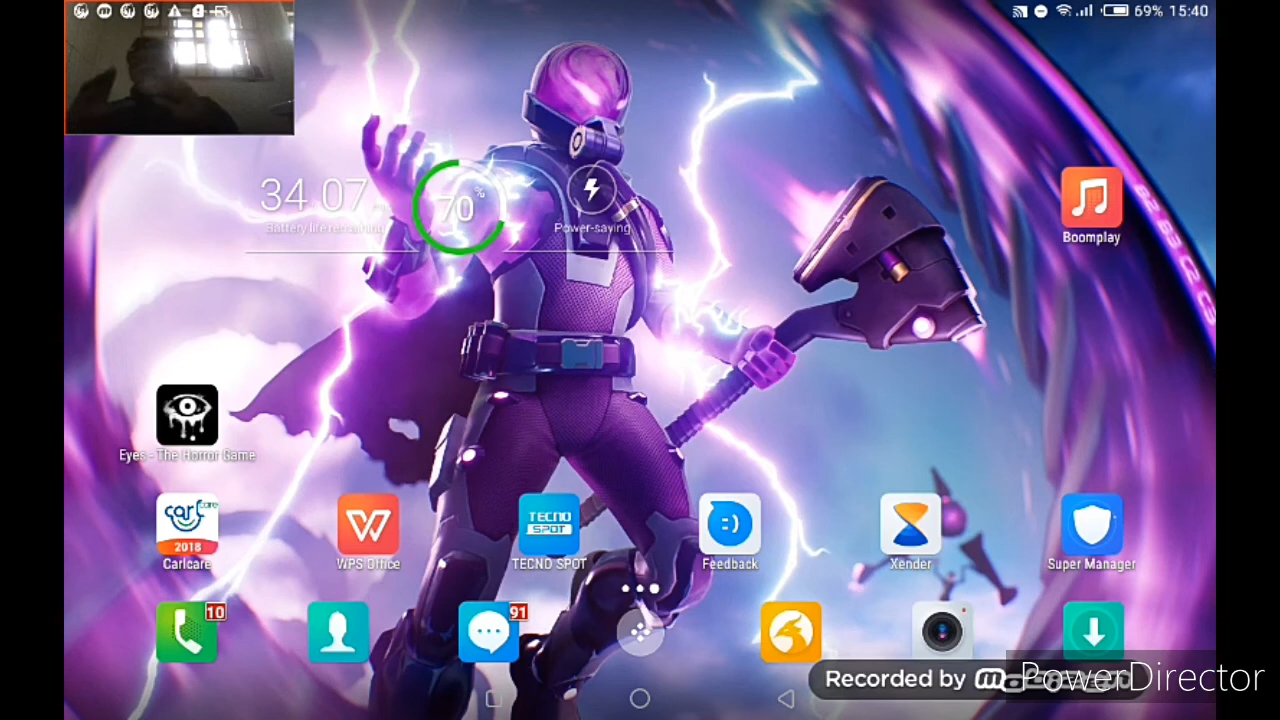 69% 15:40
34 07
70 %
Battery life remaining
Power-saving
Boomplay
Eyes - The Horror Game
carlcare
2018
Carlcare
WPS Office
TECNO
SPOT
TECNO SPOT
Feedback
Xender
Super Manager
10
91
Recorded by
PowerDirector